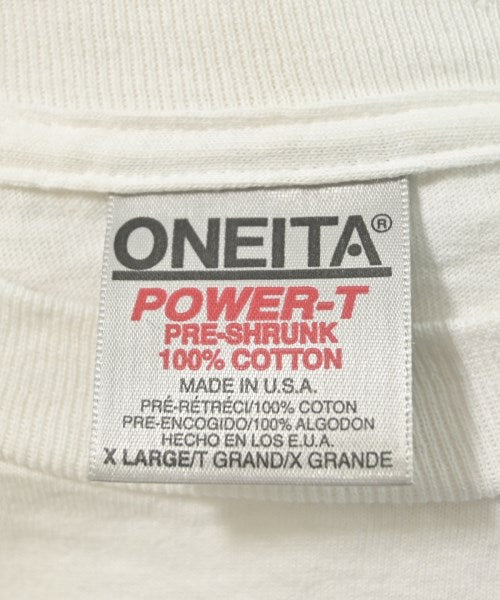 ONEITA®
POWER-T
PRE-SHRUNK
100% COTTON
MADE IN U.S.A.
PRÉ-RÉTRÉCI/100% COTON
PRE-ENCOGIDO/100% ALGODON
HECHO EN LOS E.U.A.
X LARGE/T GRAND/X GRANDE